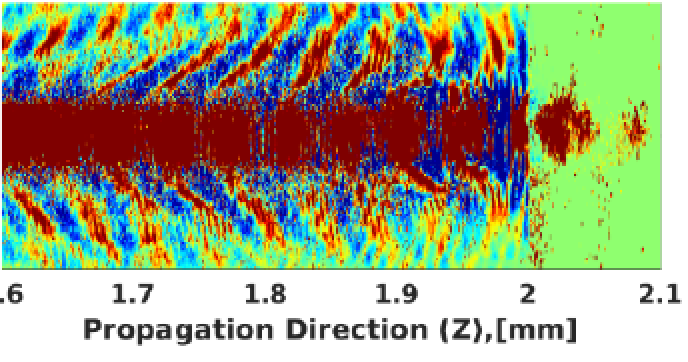 .6 1.7 1.8 1.9 2 2.1
Propagation Direction (Z),[mm]